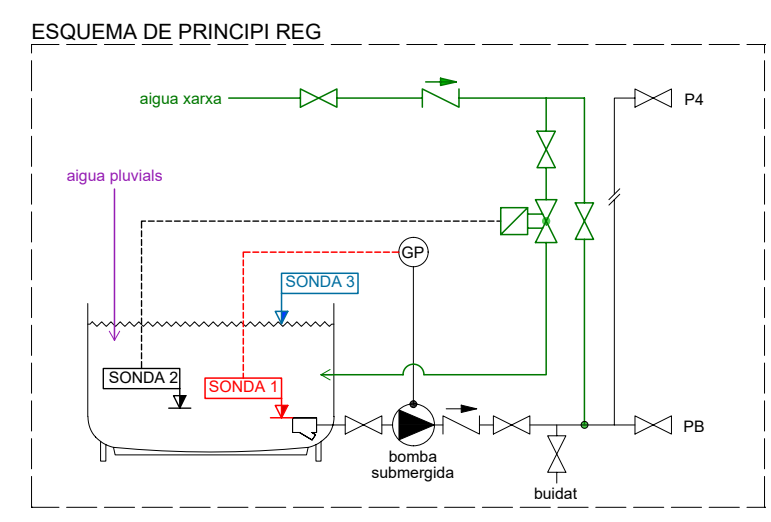 ESQUEMA DE PRINCIPI REG
aigua xarxa
P4
aigua pluvials
GP
SONDA 3
SONDA 2
SONDA 1
PB
bomba
submergida
buidat